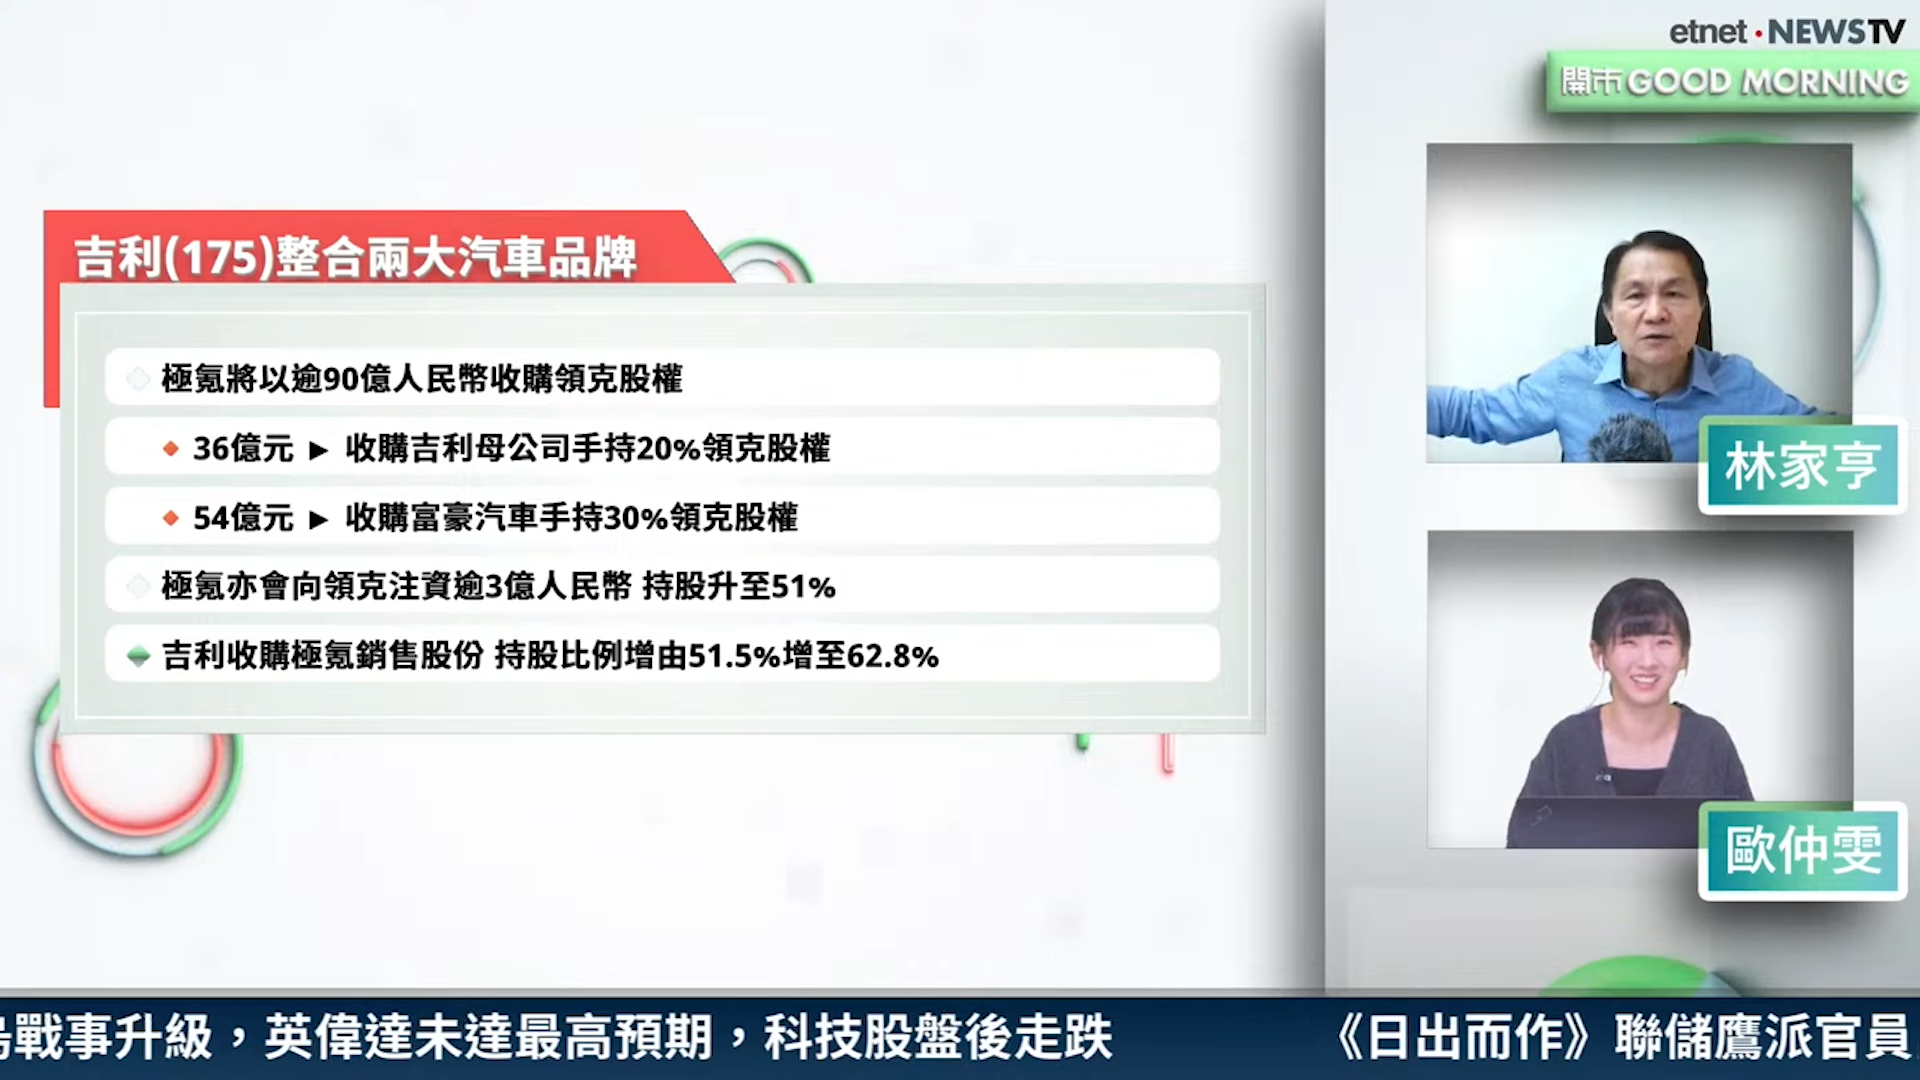 etnet·NEWSTV
開市GOOD MORNING
吉利(175)整合兩大汽車品牌
極氪將以逾90億人民幣收購領克股權
36億元 ▶ 收購吉利母公司手持20%領克股權
54億元 ▶ 收購富豪汽車手持30%領克股權
極氪亦會向領克注資逾3億人民幣 持股升至51%
吉利收購極氪銷售股份 持股比例增由51.5%增至62.8%
林家亨
歐仲雯
戰事升級，英偉達未達最高預期，科技股盤後走跌
《日出而作》聯儲鷹派官員